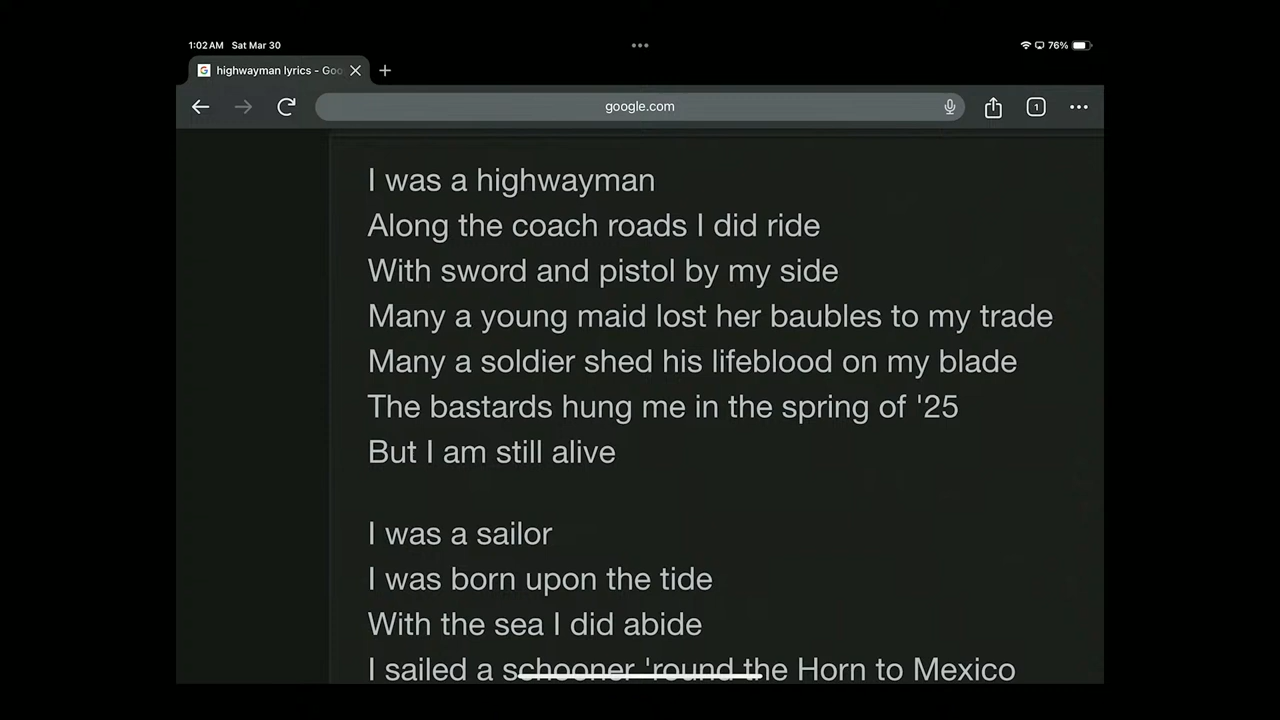 1:02 AM Sat Mar 30
76%
highwayman lyrics - Goo
google.com
1
I was a highwayman
Along the coach roads I did ride
With sword and pistol by my side
Many a young maid lost her baubles to my trade
Many a soldier shed his lifeblood on my blade
The bastards hung me in the spring of '25
But I am still alive
I was a sailor
I was born upon the tide
With the sea I did abide
I sailed a schooner 'round the Horn to Mexico